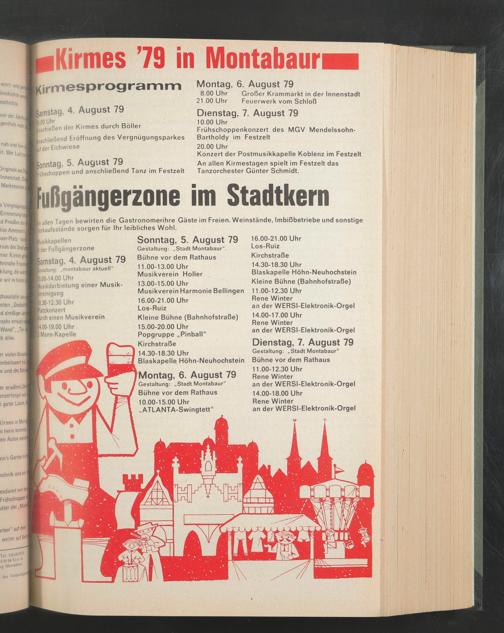 Kirmes '79 in Montabaur
Kirmesprogramm
Samstag, 4. August 79
Uhr
schießen der Kirmes durch Böller
schließend Eröffnung des Vergnügungsparkes
auf der Eichwiese
Sonntag, 5. August 79
Frühschoppen und anschließend Tanz im Festzelt
Montag, 6. August 79
8.00 Uhr Großer Krammarkt in der Innenstadt
21.00 Uhr Feuerwerk vom Schloß
Dienstag, 7. August 79
10.00 Uhr
Frühschoppenkonzert des MGV Mendelssohn-
Bartholdy im Festzelt
20.00 Uhr
Konzert der Postmusikkapelle Koblenz im Festzelt
An allen Kirmestagen spielt im Festzelt das
Tanzorchester Günter Schmidt.
Fußgängerzone im Stadtkern
allen Tagen bewirten die Gastronomen ihre Gäste im Freien. Weinstände, Imbißbetriebe und sonstige
Verkaufsstände sorgen für Ihr leibliches Wohl.
Musikkapellen
in der Fußgängerzone
Samstag, 4. August 79
Gestaltung: „montabaur aktuell"
-14.00 Uhr
Musikdarbietung einer Musik-
vereinigung
-12.30 Uhr
Platzkonzert
durch einen Musikverein
14.00-19.00 Uhr
Mann-Kapelle
Sonntag, 5. August 79
Gestaltung: „Stadt Montabaur"
Bühne vor dem Rathaus
11.00-13.00 Uhr
Musikverein Holler
13.00-15.00 Uhr
Musikverein Harmonie Bellingen
16.00-21.00 Uhr
Los-Ruiz
Kleine Bühne (Bahnhofstraße)
15.00-20.00 Uhr
Popgruppe „Pinball"
Kirchstraße
14.30-18.30 Uhr
Blaskapelle Höhn-Neuhochstein
Montag, 6. August 79
Gestaltung: „Stadt Montabaur"
Bühne vor dem Rathaus
10.00-15.00 Uhr
„ATLANTA-Swingtett"
16.00-21.00 Uhr
Los-Ruiz
Kirchstraße
14.30-18.30 Uhr
Blaskapelle Höhn-Neuhochstein
Kleine Bühne (Bahnhofstraße)
11.00-12.30 Uhr
Rene Winter
an der WERSI-Elektronik-Orgel
14.00-17.00 Uhr
Rene Winter
an der WERSI-Elektronik-Orgel
Dienstag, 7. August 79
Gestaltung: „Stadt Montabaur"
Bühne vor dem Rathaus
11.00-12.30 Uhr
Rene Winter
an der WERSI-Elektronik-Orgel
14.00-18.00 Uhr
Rene Winter
an der WERSI-Elektronik-Orgel